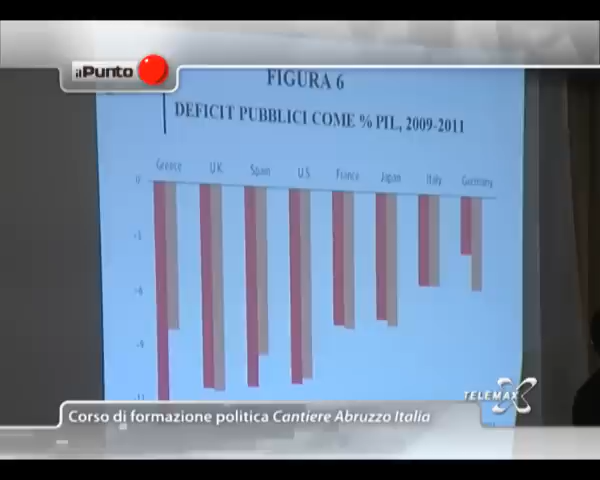 ilPunto
FIGURA 6
DEFICIT PUBBLICI COME % PIL, 2009-2011
Greece U.K. Spain U.S. France Japan Italy Germany
0
TELEMAX
Corso di formazione politica Cantiere Abruzzo Italia